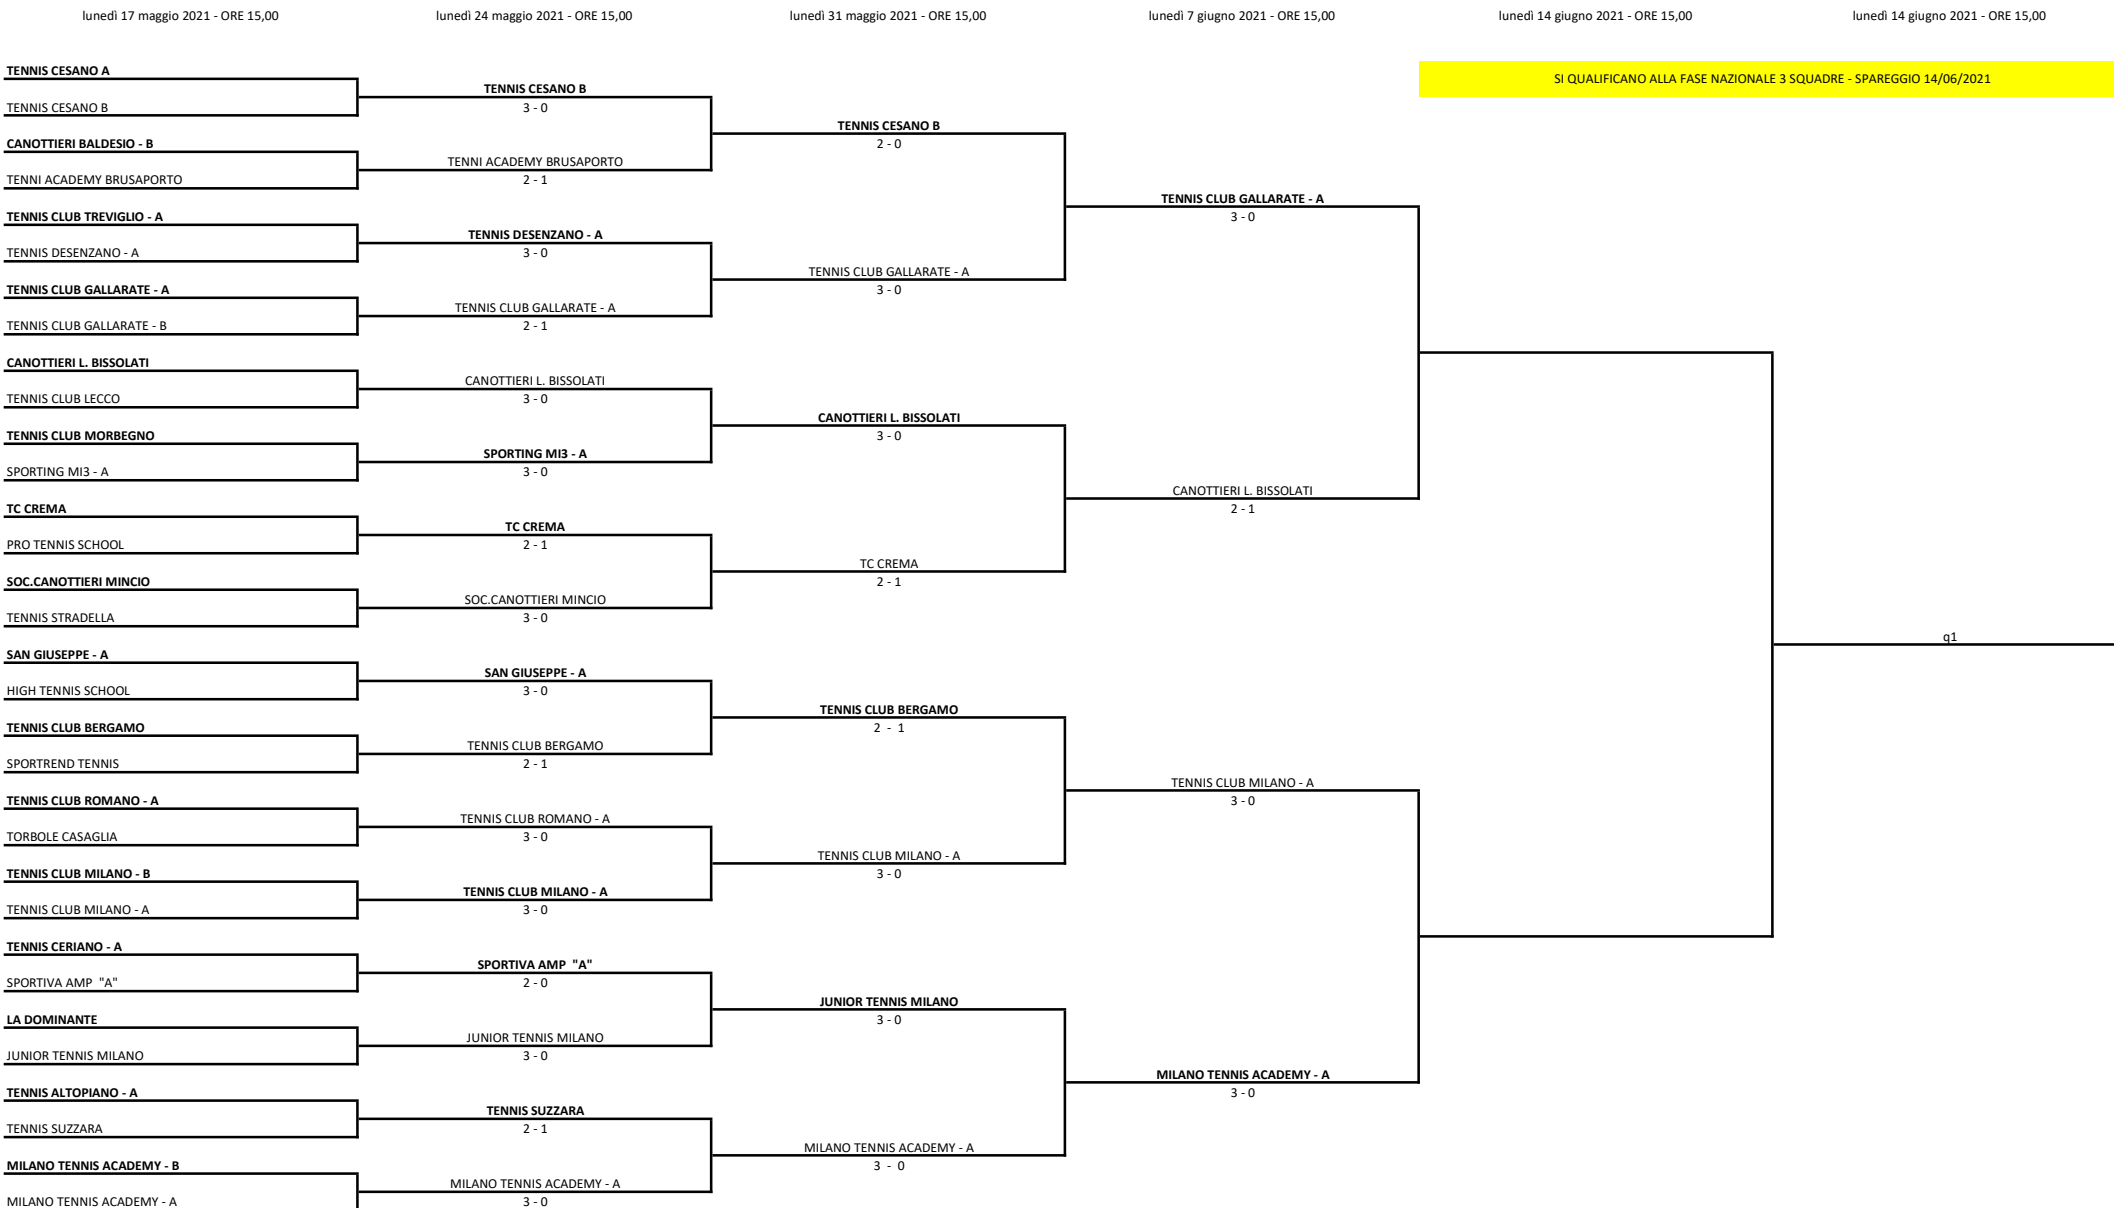 lunedì 17 maggio 2021 - ORE 15,00
lunedì 24 maggio 2021 - ORE 15,00
lunedì 31 maggio 2021 - ORE 15,00
lunedì 7 giugno 2021 - ORE 15,00
lunedì 14 giugno 2021 - ORE 15,00
lunedì 14 giugno 2021 - ORE 15,00
SI QUALIFICANO ALLA FASE NAZIONALE 3 SQUADRE - SPAREGGIO 14/06/2021
TENNIS CESANO A
TENNIS CESANO B
CANOTTIERI BALDESIO - B
TENNI ACADEMY BRUSAPORTO
TENNIS CLUB TREVIGLIO - A
TENNIS DESENZANO - A
TENNIS CLUB GALLARATE - A
TENNIS CLUB GALLARATE - B
CANOTTIERI L. BISSOLATI
TENNIS CLUB LECCO
TENNIS CLUB MORBEGNO
SPORTING MI3 - A
TC CREMA
PRO TENNIS SCHOOL
SOC.CANOTTIERI MINCIO
TENNIS STRADELLA
SAN GIUSEPPE - A
HIGH TENNIS SCHOOL
TENNIS CLUB BERGAMO
SPORTREND TENNIS
TENNIS CLUB ROMANO - A
TORBOLE CASAGLIA
TENNIS CLUB MILANO - B
TENNIS CLUB MILANO - A
TENNIS CERIANO - A
SPORTIVA AMP "A"
LA DOMINANTE
JUNIOR TENNIS MILANO
TENNIS ALTOPIANO - A
TENNIS SUZZARA
MILANO TENNIS ACADEMY - B
MILANO TENNIS ACADEMY - A
TENNIS CESANO B
3 - 0
TENNI ACADEMY BRUSAPORTO
2 - 1
TENNIS DESENZANO - A
3 - 0
TENNIS CLUB GALLARATE - A
2 - 1
CANOTTIERI L. BISSOLATI
3 - 0
SPORTING MI3 - A
3 - 0
TC CREMA
2 - 1
SOC.CANOTTIERI MINCIO
3 - 0
SAN GIUSEPPE - A
3 - 0
TENNIS CLUB BERGAMO
2 - 1
TENNIS CLUB ROMANO - A
3 - 0
TENNIS CLUB MILANO - A
3 - 0
SPORTIVA AMP "A"
2 - 0
JUNIOR TENNIS MILANO
3 - 0
TENNIS SUZZARA
2 - 1
MILANO TENNIS ACADEMY - A
3 - 0
TENNIS CESANO B
2 - 0
TENNIS CLUB GALLARATE - A
3 - 0
CANOTTIERI L. BISSOLATI
3 - 0
TC CREMA
2 - 1
TENNIS CLUB BERGAMO
2 - 1
TENNIS CLUB MILANO - A
3 - 0
JUNIOR TENNIS MILANO
3 - 0
MILANO TENNIS ACADEMY - A
3 - 0
TENNIS CLUB GALLARATE - A
3 - 0
CANOTTIERI L. BISSOLATI
2 - 1
TENNIS CLUB MILANO - A
3 - 0
MILANO TENNIS ACADEMY - A
3 - 0
q1